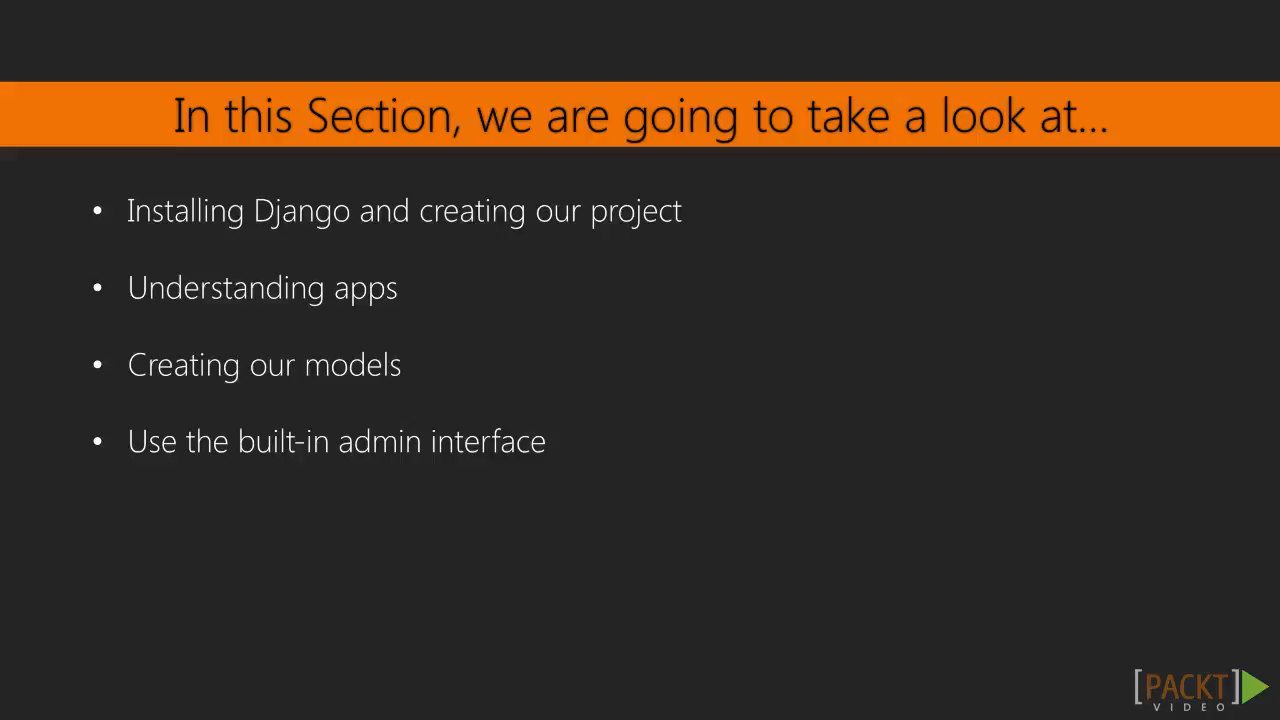 In this Section, we are going to take a look at...
• Installing Django and creating our project
• Understanding apps
• Creating our models
• Use the built-in admin interface
[PACKT]
VIDEO